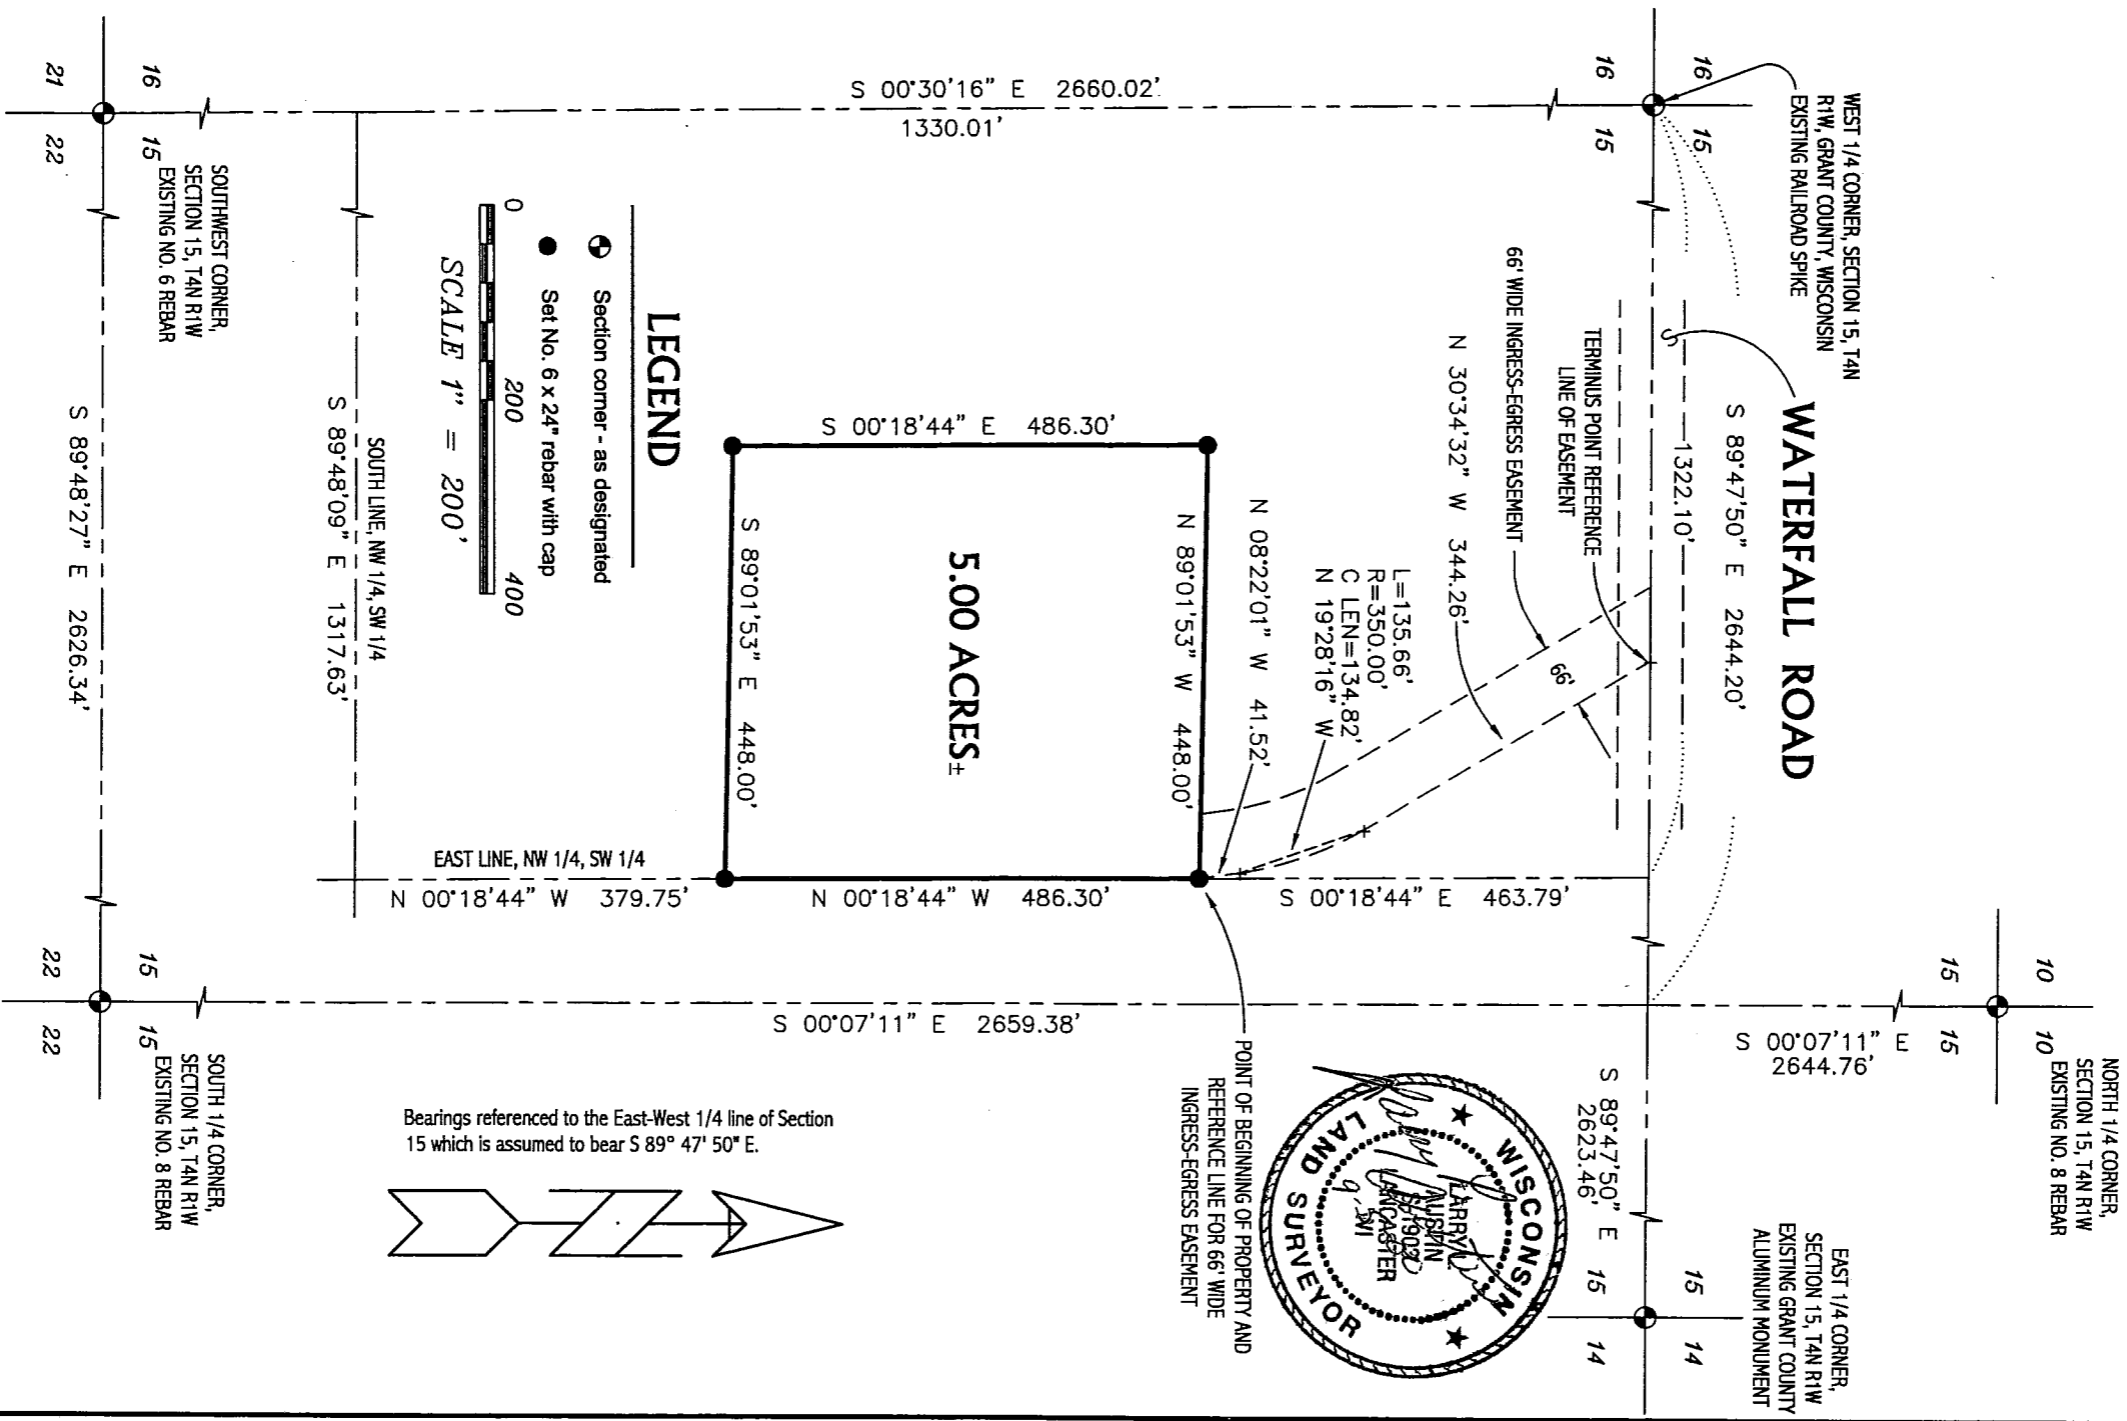 WEST 1/4 CORNER, SECTION 15, T4N
R1W, GRANT COUNTY, WISCONSIN
EXISTING RAILROAD SPIKE
16
15
16
15
WATERFALL ROAD
S 89°47'50" E 2644.20'
1322.10'
TERMINUS POINT REFERENCE
LINE OF EASEMENT
66' WIDE INGRESS-EGRESS EASEMENT
66'
N 30°34'32" W 344.26'
L=135.66'
R=350.00'
C LEN=134.82'
N 19°28'16" W
N 08°22'01" W 41.52'
NORTH 1/4 CORNER,
SECTION 15, T4N R1W
EXISTING NO. 8 REBAR
10
10
15
15
S 00°07'11" E
2644.76'
EAST 1/4 CORNER,
SECTION 15, T4N R1W
EXISTING GRANT COUNTY
ALUMINUM MONUMENT
15
14
15
14
S 89°47'50" E
2623.46'
S 00°30'16" E 2660.02'
1330.01'
S 00°18'44" E 486.30'
N 89°01'53" W 448.00'
5.00 ACRES±
S 89°01'53" E 448.00'
N 00°18'44" W 486.30'
S 00°18'44" E 463.79'
N 00°18'44" W 379.75'
EAST LINE, NW 1/4, SW 1/4
POINT OF BEGINNING OF PROPERTY AND
REFERENCE LINE FOR 66' WIDE
INGRESS-EGRESS EASEMENT
S 00°07'11" E 2659.38'
WISCONSIN
LARRY
AUSTIN
LANCASTER
WI
LAND SURVEYOR
LEGEND
Section corner - as designated
Set No. 6 x 24" rebar with cap
0 200 400
SCALE 1" = 200'
SOUTH LINE, NW 1/4, SW 1/4
S 89°48'09" E 1317.63'
16
15
21
22
SOUTHWEST CORNER,
SECTION 15, T4N R1W
EXISTING NO. 6 REBAR
S 89°48'27" E 2626.34'
15
15
22
22
SOUTH 1/4 CORNER,
SECTION 15, T4N R1W
EXISTING NO. 8 REBAR
Bearings referenced to the East-West 1/4 line of Section
15 which is assumed to bear S 89° 47' 50" E.
N